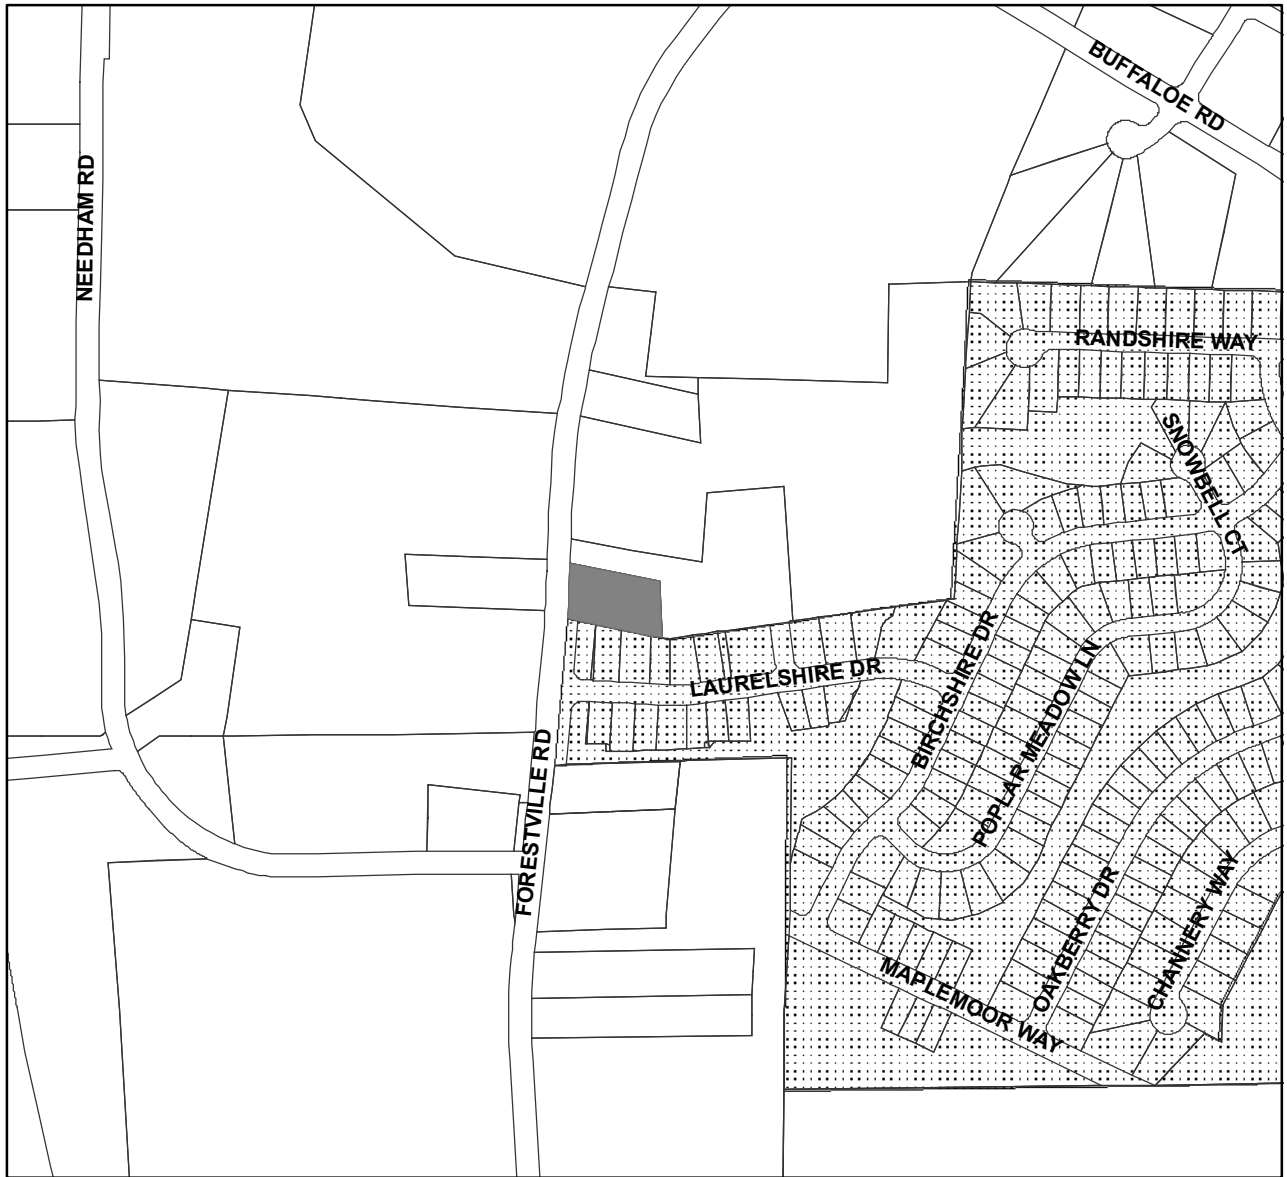 BUFFALOE RD
NEEDHAM RD
RANDSHIRE WAY
SNOWBELL CT
LAURELSHIRE DR
BIRCHSHIRE DR
POPLAR MEADOW LN
FORESTVILLE RD
OAKBERRY DR
CHANNERY WAY
MAPLEMOOR WAY